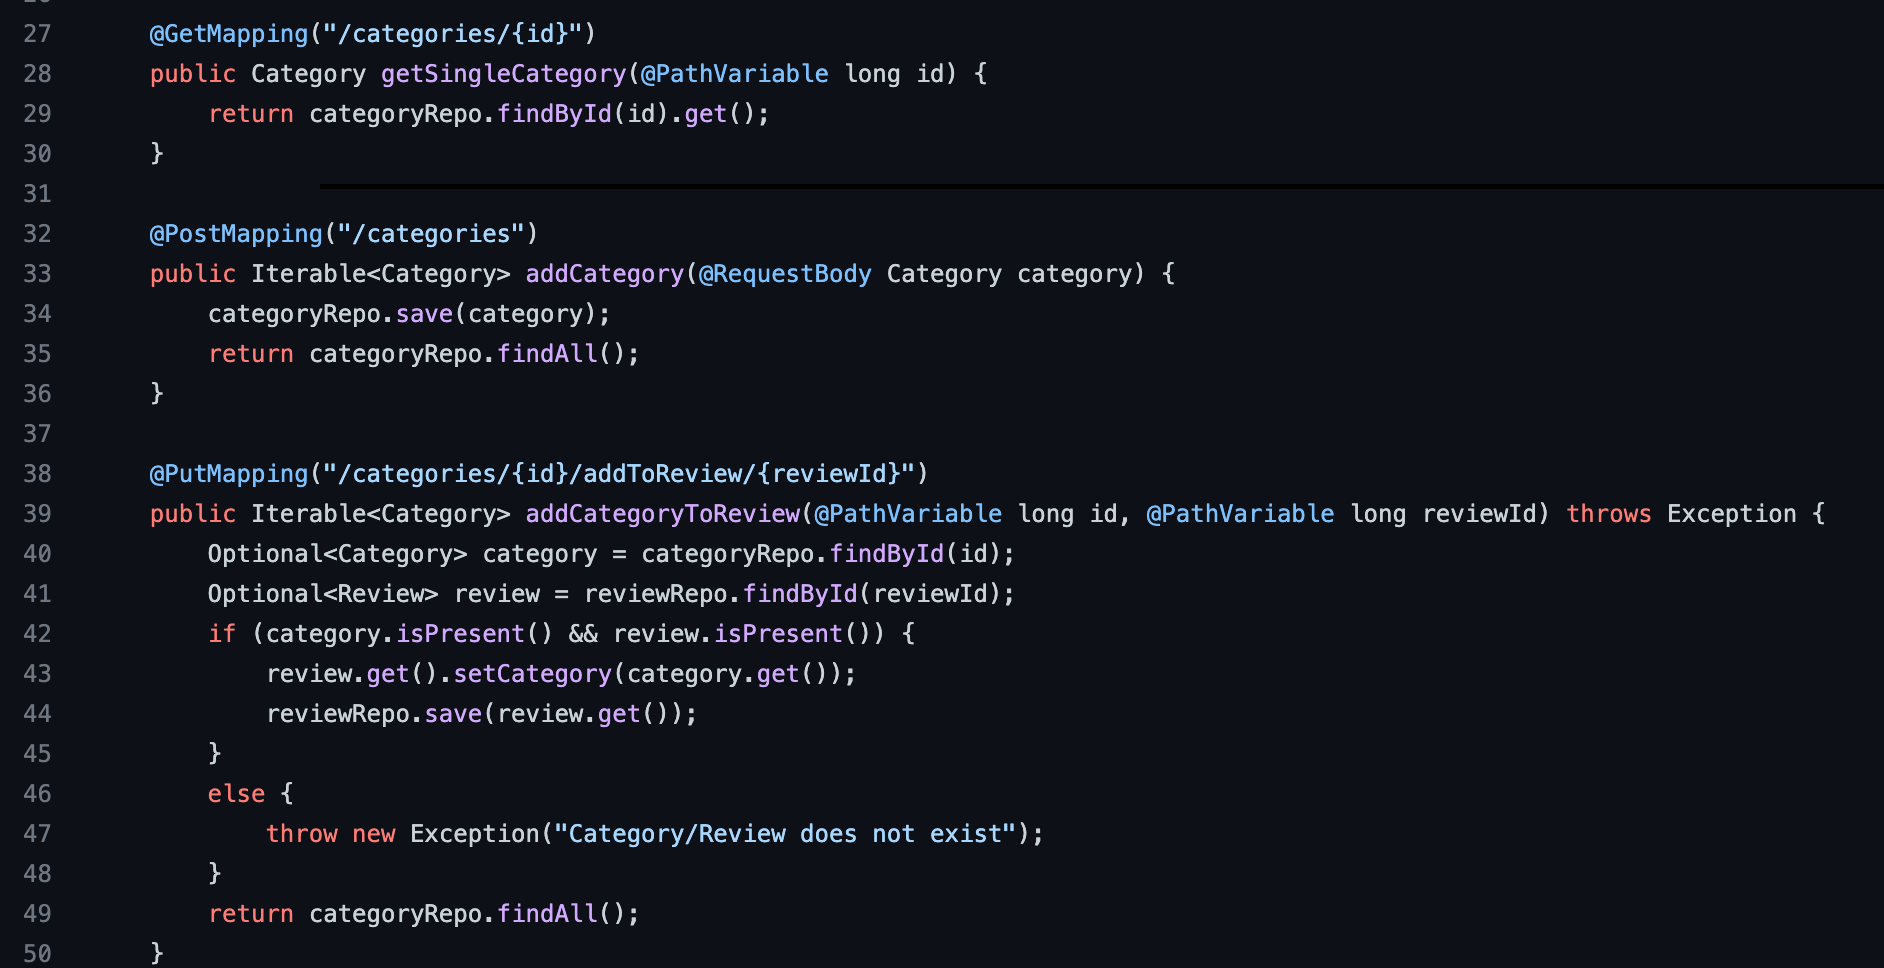 27 @GetMapping("/categories/{id}")
28 public Category getSingleCategory(@PathVariable long id) {
29 return categoryRepo.findById(id).get();
30 }
31
32 @PostMapping("/categories")
33 public Iterable<Category> addCategory(@RequestBody Category category) {
34 categoryRepo.save(category);
35 return categoryRepo.findAll();
36 }
37
38 @PutMapping("/categories/{id}/addToReview/{reviewId}")
39 public Iterable<Category> addCategoryToReview(@PathVariable long id, @PathVariable long reviewId) throws Exception {
40 Optional<Category> category = categoryRepo.findById(id);
41 Optional<Review> review = reviewRepo.findById(reviewId);
42 if (category.isPresent() && review.isPresent()) {
43 review.get().setCategory(category.get());
44 reviewRepo.save(review.get());
45 }
46 else {
47 throw new Exception("Category/Review does not exist");
48 }
49 return categoryRepo.findAll();
50 }